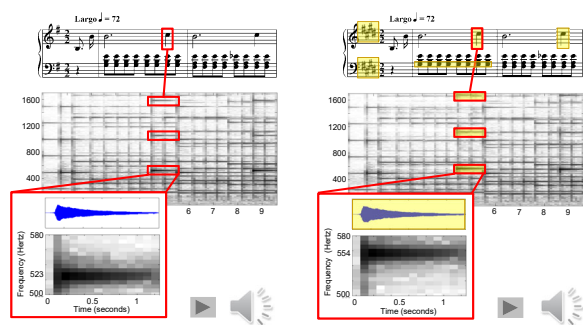 Largo ♩ = 72
1600
1200
800
400
6 7 8 9
580
523
500
Frequency (Hertz)
0 0.5 1
Time (seconds)
Largo ♩ = 72
1600
1200
800
400
6 7 8 9
580
554
500
Frequency (Hertz)
0 0.5 1
Time (seconds)